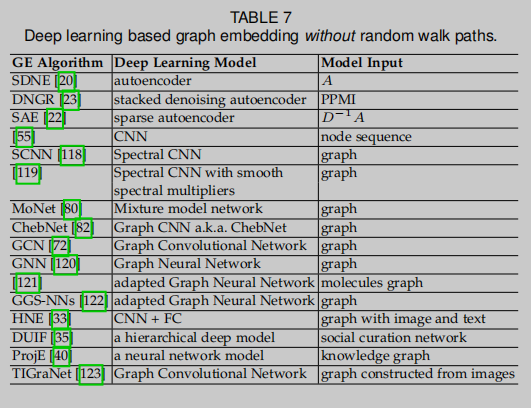 TABLE 7
Deep learning based graph embedding without random walk paths.
GE Algorithm Deep Learning Model Model Input
SDNE [20] autoencoder A
DNGR [23] stacked denoising autoencoder PPMI
SAE [22] sparse autoencoder D⁻¹A
[55] CNN node sequence
SCNN [118] Spectral CNN graph
[119] Spectral CNN with smooth graph
spectral multipliers
MoNet [80] Mixture model network graph
ChebNet [82] Graph CNN a.k.a. ChebNet graph
GCN [72] Graph Convolutional Network graph
GNN [120] Graph Neural Network graph
[121] adapted Graph Neural Network molecules graph
GGS-NNs [122] adapted Graph Neural Network graph
HNE [33] CNN + FC graph with image and text
DUIF [35] a hierarchical deep model social curation network
ProjE [40] a neural network model knowledge graph
TIGraNet [123] Graph Convolutional Network graph constructed from images